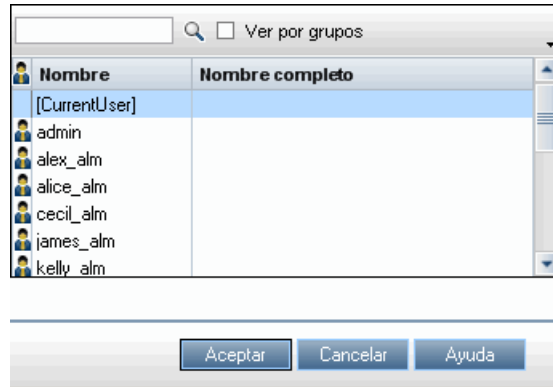 Ver por grupos
Nombre Nombre completo
[CurrentUser]
admin
alex_alm
alice_alm
cecil_alm
james_alm
kelly_alm
Aceptar Cancelar Ayuda